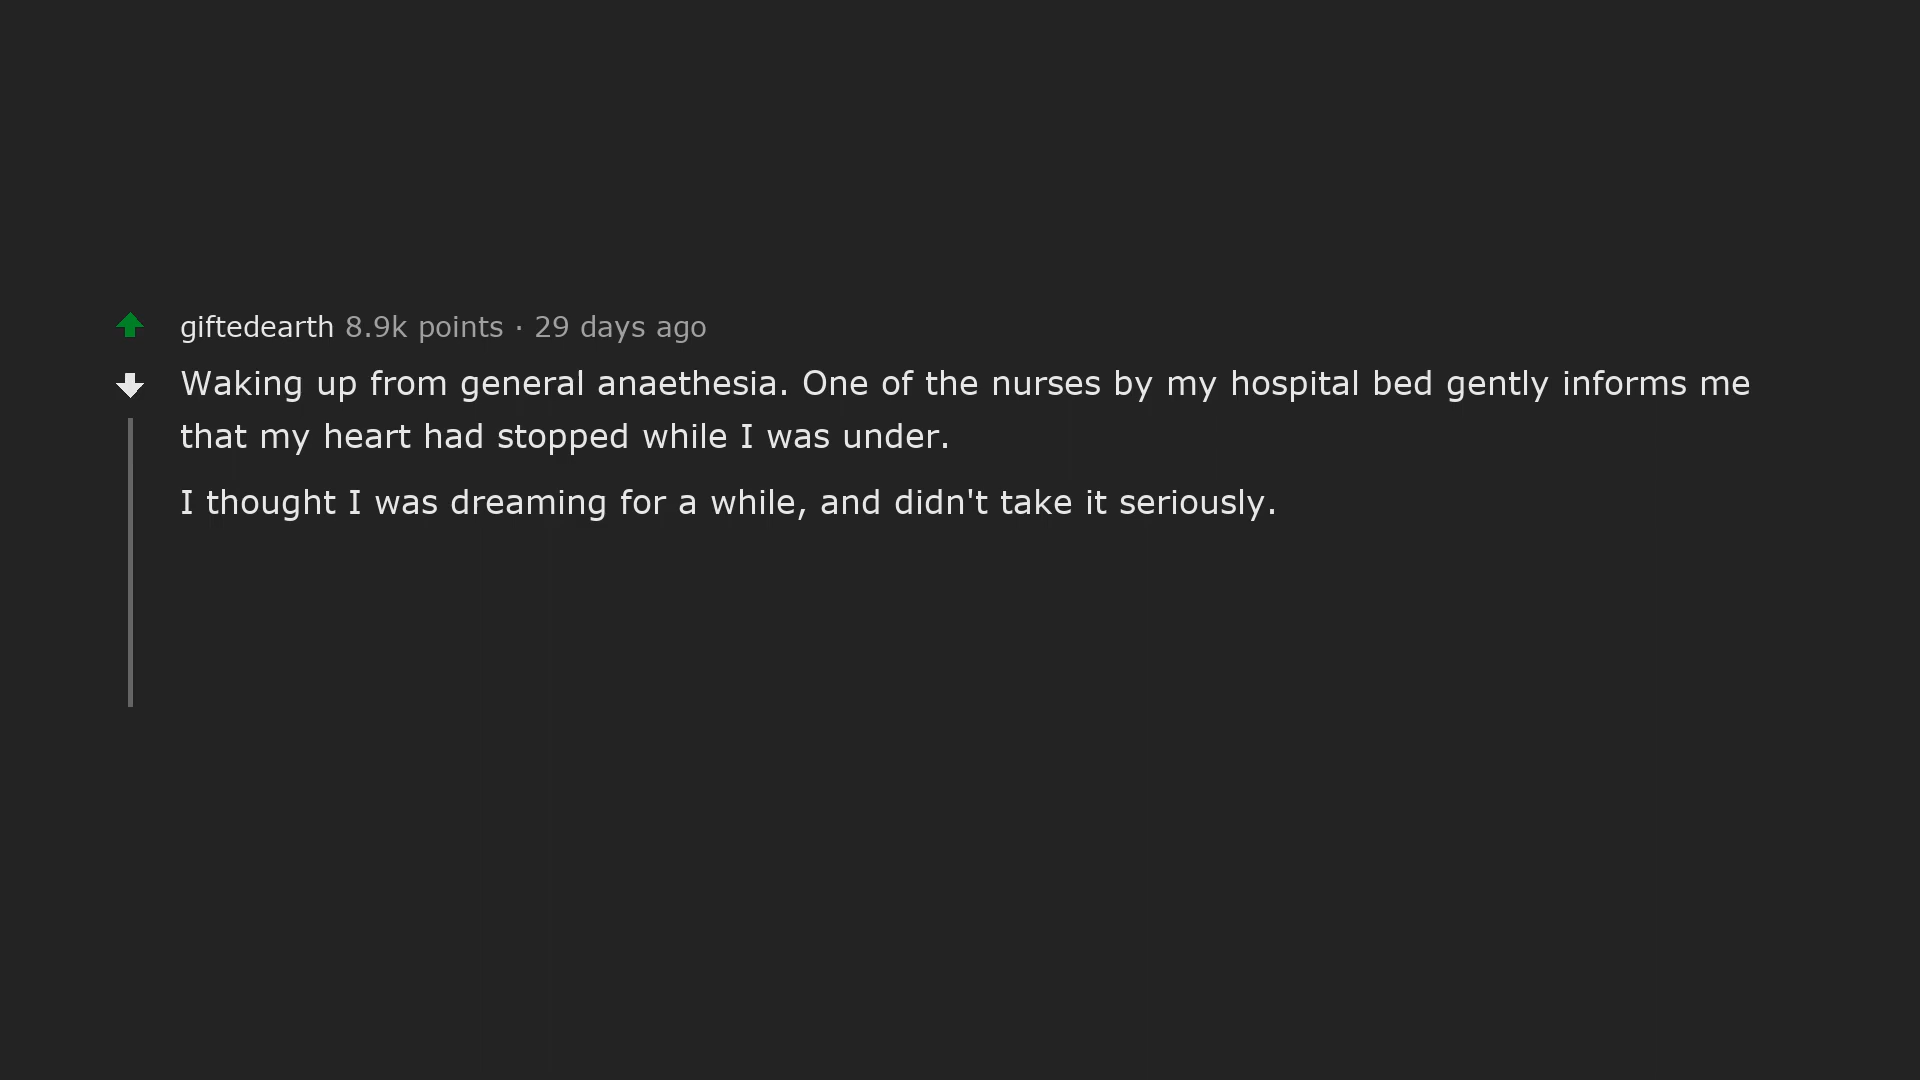 giftedearth 8.9k points · 29 days ago
Waking up from general anaethesia. One of the nurses by my hospital bed gently informs me
that my heart had stopped while I was under.
I thought I was dreaming for a while, and didn't take it seriously.